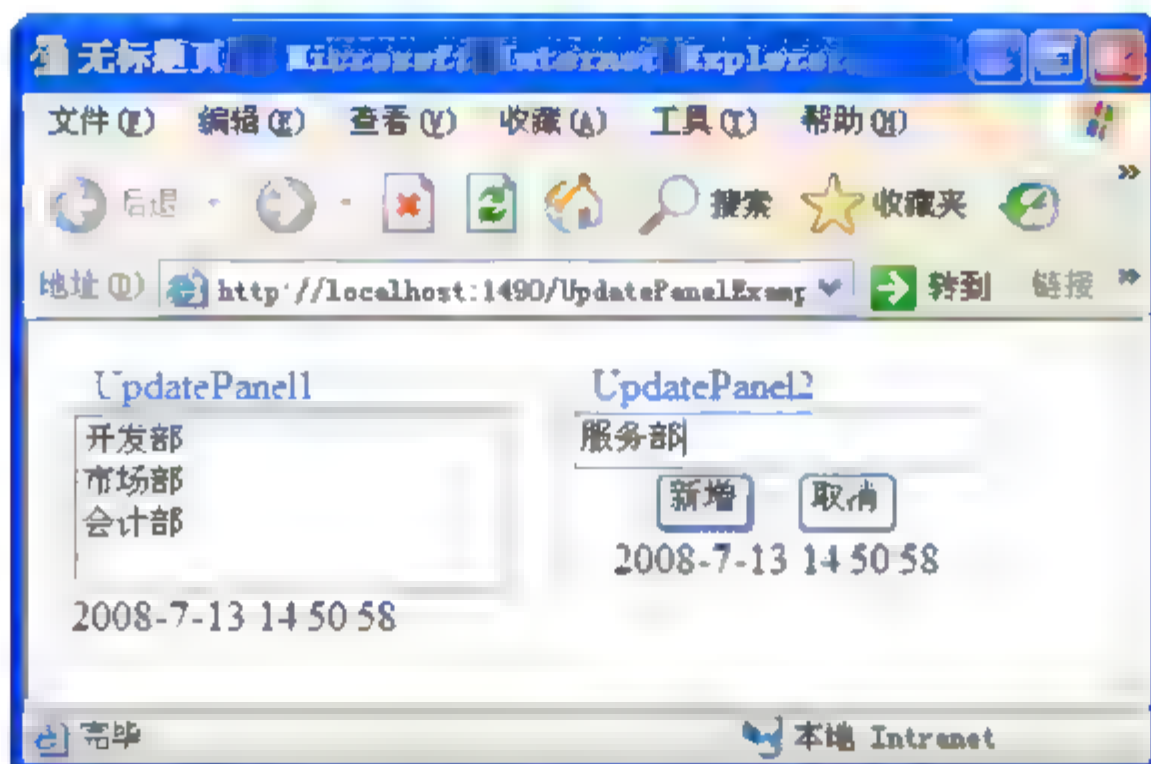 无标题页 Microsoft Internet Explorer
文件(F) 编辑(E) 查看(V) 收藏(A) 工具(T) 帮助(H)
后退 搜索 收藏夹
地址(D) http://localhost:1490/UpdatePanelExamp 转到 链接
UpdatePanel1 UpdatePanel2
开发部 服务部
市场部
会计部
新增 取消
2008-7-13 14 50 58
2008-7-13 14 50 58
完毕 本地 Intranet